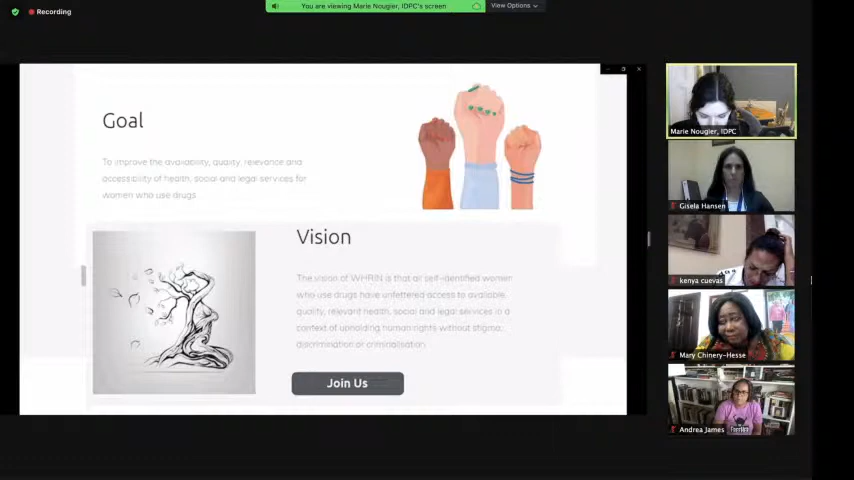 Recording
You are viewing Marie Nougier, IDPC's screen
View Options
Goal
To improve the availability, quality, relevance and
accessibility of health, social and legal services for
women who use drugs.
Vision
The vision of WHRIN is that all self-identified women
who use drugs have unfettered access to available,
quality, relevant health, social and legal services in a
context of upholding human rights without stigma,
discrimination or criminalisation.
Join Us
Marie Nougier, IDPC
Gisela Hansen
kenya cuevas
Mary Chinery-Hesse
Andrea James